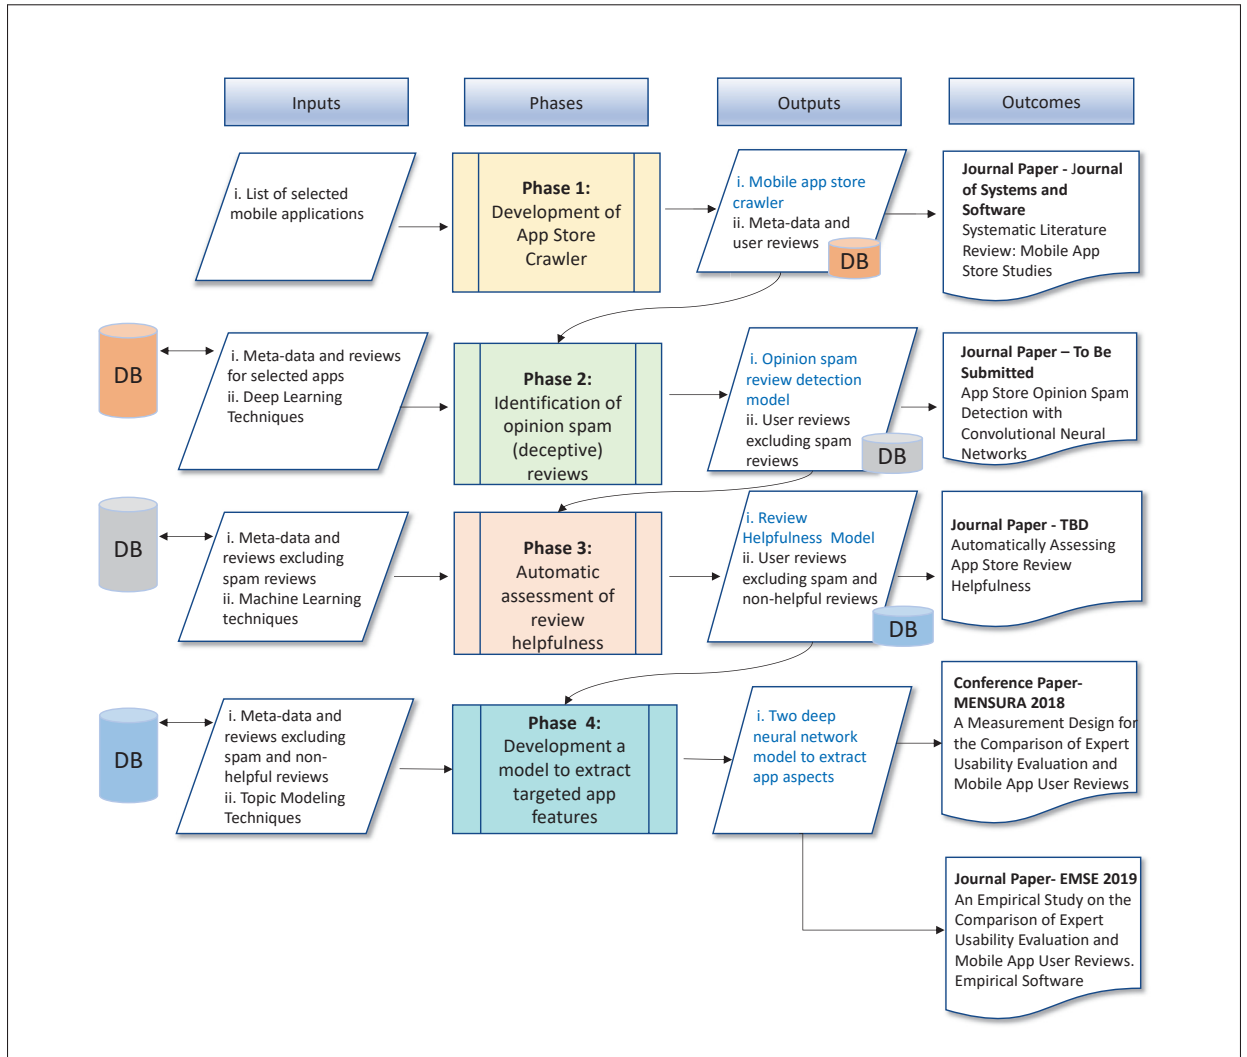 Inputs
Phases
Outputs
Outcomes
i. List of selected
mobile applications
Phase 1:
Development of
App Store
Crawler
i. Mobile app store
crawler
ii. Meta-data and
user reviews
DB
Journal Paper - Journal
of Systems and
Software
Systematic Literature
Review: Mobile App
Store Studies
DB
i. Meta-data and reviews
for selected apps
ii. Deep Learning
Techniques
Phase 2:
Identification of
opinion spam
(deceptive)
reviews
i. Opinion spam
review detection
model
ii. User reviews
excluding spam
reviews
DB
Journal Paper – To Be
Submitted
App Store Opinion Spam
Detection with
Convolutional Neural
Networks
DB
i. Meta-data and
reviews excluding
spam reviews
ii. Machine Learning
techniques
Phase 3:
Automatic
assessment of
review
helpfulness
i. Review
Helpfulness Model
ii. User reviews
excluding spam and
non-helpful reviews
DB
Journal Paper - TBD
Automatically Assessing
App Store Review
Helpfulness
DB
i. Meta-data and
reviews excluding
spam and non-
helpful reviews
ii. Topic Modeling
Techniques
Phase 4:
Development a
model to extract
targeted app
features
i. Two deep
neural network
model to extract
app aspects
Conference Paper-
MENSURA 2018
A Measurement Design for
the Comparison of Expert
Usability Evaluation and
Mobile App User Reviews
Journal Paper- EMSE 2019
An Empirical Study on the
Comparison of Expert
Usability Evaluation and
Mobile App User Reviews.
Empirical Software